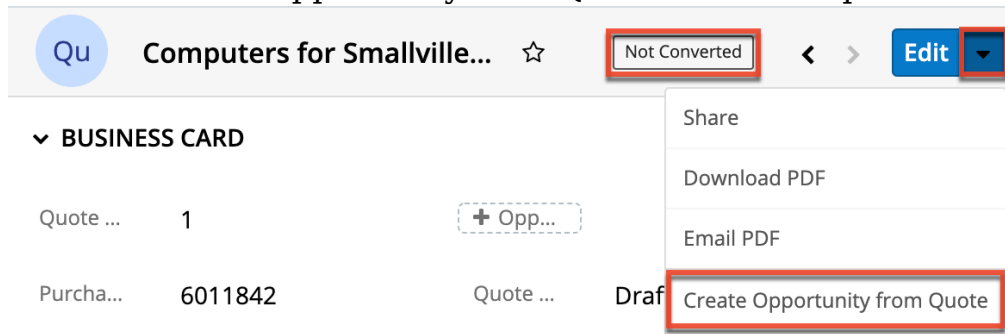 Qu Computers for Smallville... Not Converted Edit
Share
BUSINESS CARD
Download PDF
Quote ... 1 + Opp...
Email PDF
Purcha... 6011842 Quote ... Draf
Create Opportunity from Quote